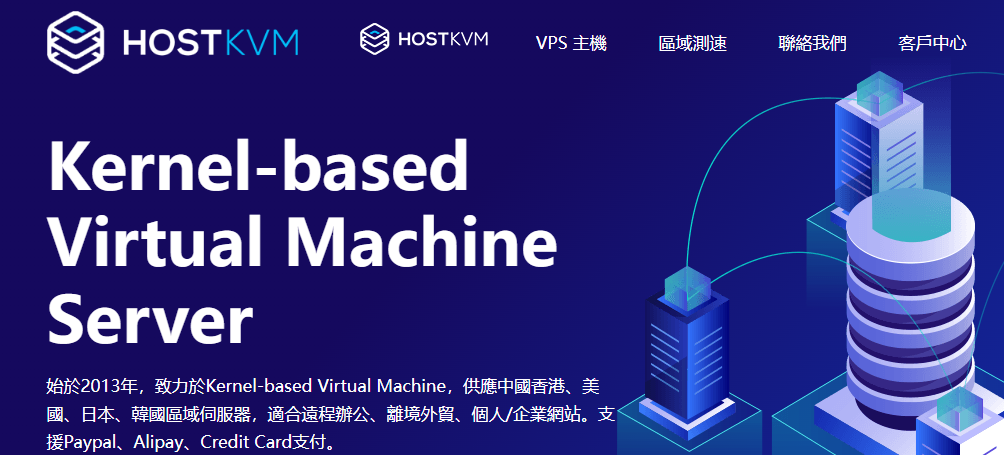 HOSTKVM
HOSTKVM
VPS 主機
區域測速
聯絡我們
客戶中心
Kernel-based
Virtual Machine
Server
始於2013年，致力於Kernel-based Virtual Machine，供應中國香港、美
國、日本、韓國區域伺服器，適合遠程辦公、離境外貿、個人/企業網站。支
援Paypal、Alipay、Credit Card支付。